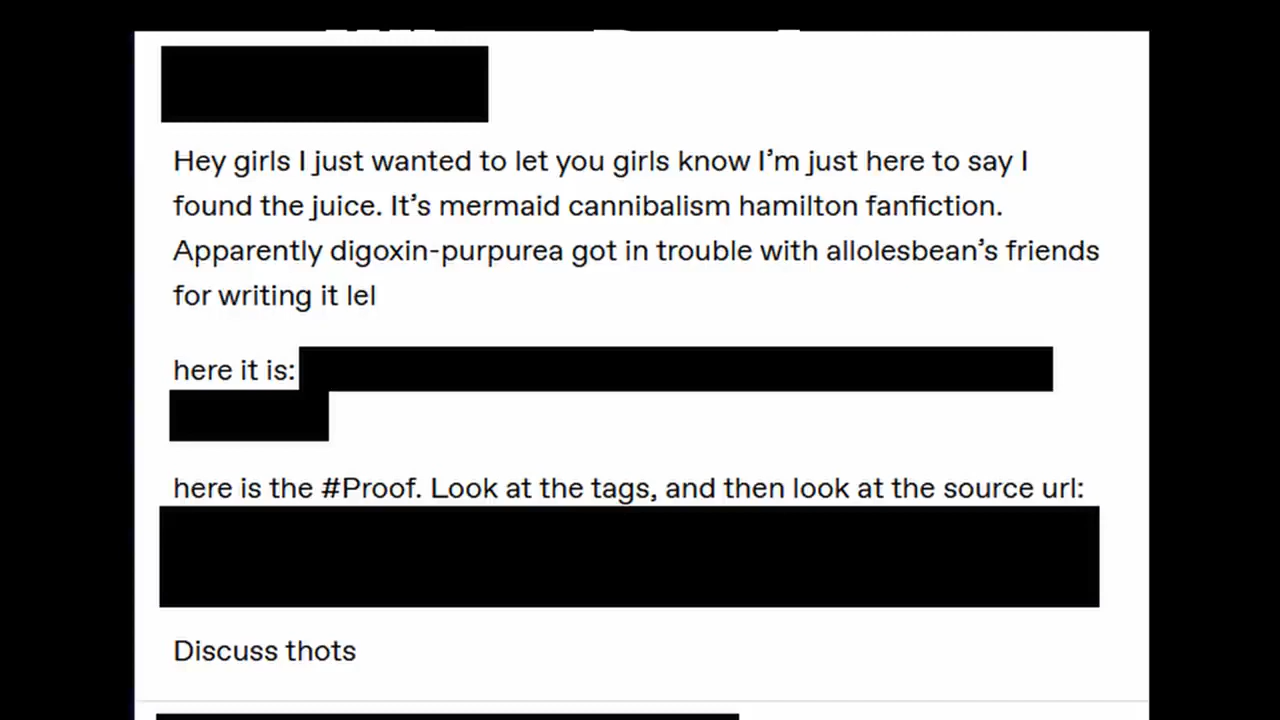 Hey girls I just wanted to let you girls know I’m just here to say I
found the juice. It’s mermaid cannibalism hamilton fanfiction.
Apparently digoxin-purpurea got in trouble with allolesbean’s friends
for writing it lel
here it is:
here is the #Proof. Look at the tags, and then look at the source url:
Discuss thots